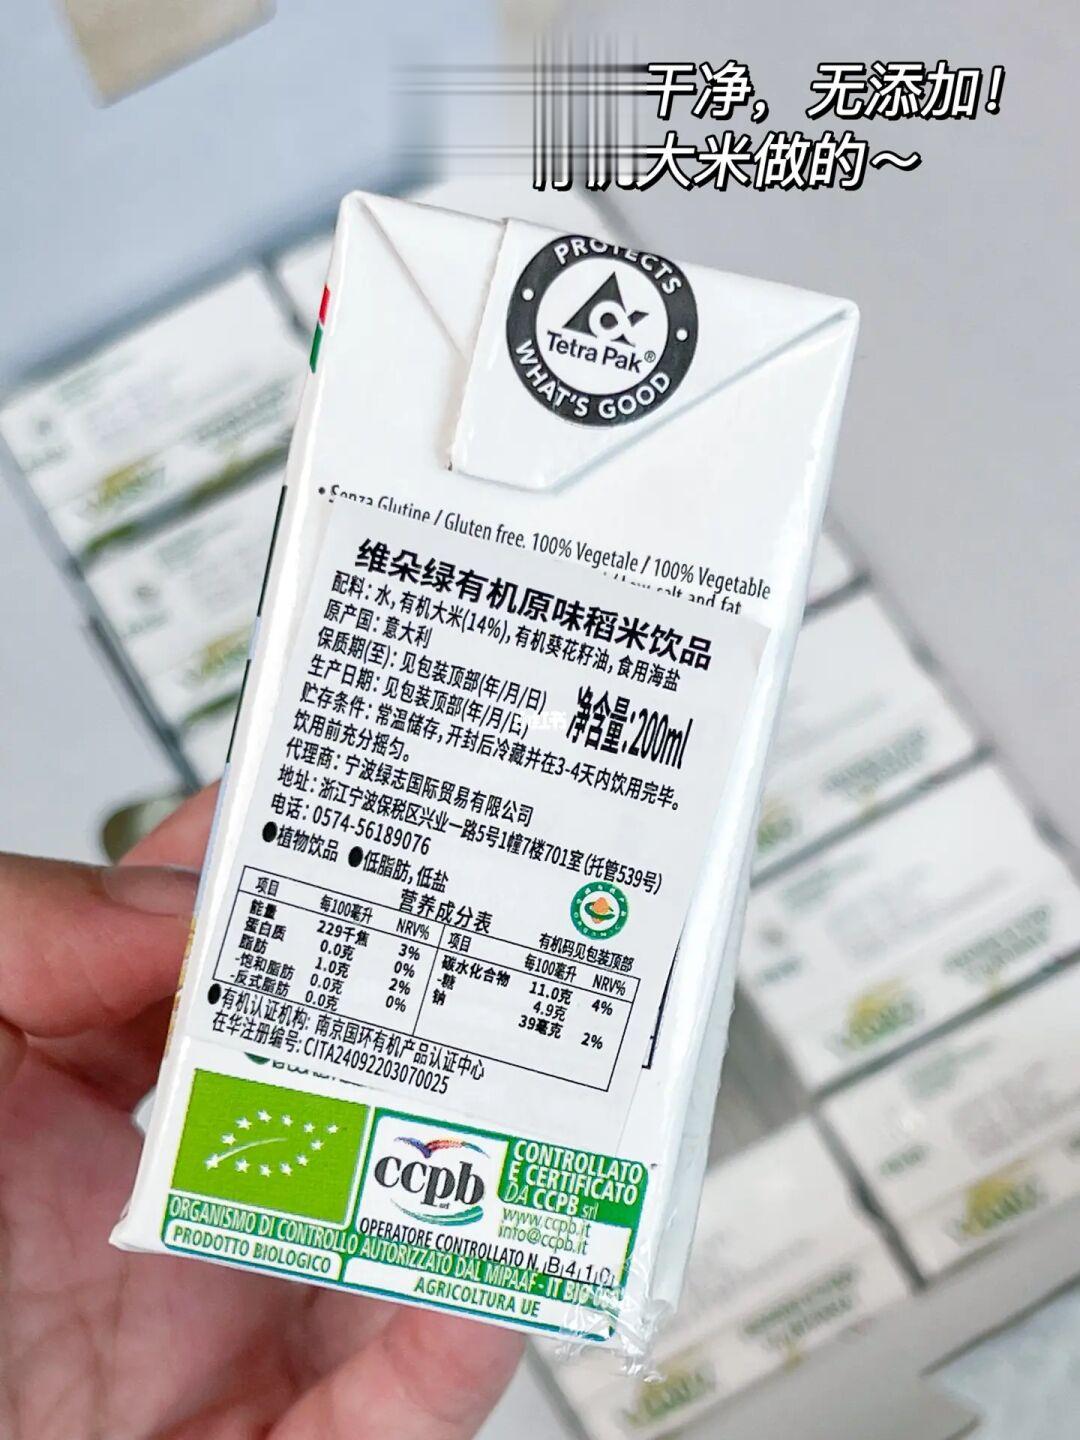 干净，无添加！
大米做的～
PROTECTS
WHAT'S GOOD
Tetra Pak®
• Senza Glutine / Gluten free. 100% Vegetale / 100% Vegetable
salt and fat
维朵绿有机原味稻米饮品
配料：水，有机大米(14%)，有机葵花籽油，食用海盐
原产国：意大利
保质期(至)：见包装顶部(年/月/日)
生产日期：见包装顶部(年/月/日)
净含量：200ml
贮存条件：常温储存，开封后冷藏并在3-4天内饮用完毕。
饮用前充分摇匀。
代理商：宁波绿志国际贸易有限公司
地址：浙江宁波保税区兴业一路5号1幢7楼701室(托管539号)
电话：0574-56189076
●植物饮品 ●低脂肪，低盐
营养成分表
有机码见包装顶部
项目 每100毫升 NRV%
能量 229千焦 3%
蛋白质 0.0克 0%
脂肪 1.0克 2%
-饱和脂肪 0.0克 0%
-反式脂肪 0.0克
项目 每100毫升 NRV%
碳水化合物 11.0克 4%
-糖 4.9克
钠 39毫克 2%
●有机认证机构：南京国环有机产品认证中心
在华注册编号：CITA24092203070025
ccpb
srl
CONTROLLATO
E CERTIFICATO
DA CCPB srl
www.ccpb.it
info@ccpb.it
OPERATORE CONTROLLATO N. B410
ORGANISMO DI CONTROLLO AUTORIZZATO DAL MIPAAF - IT BIO
PRODOTTO BIOLOGICO
AGRICOLTURA UE